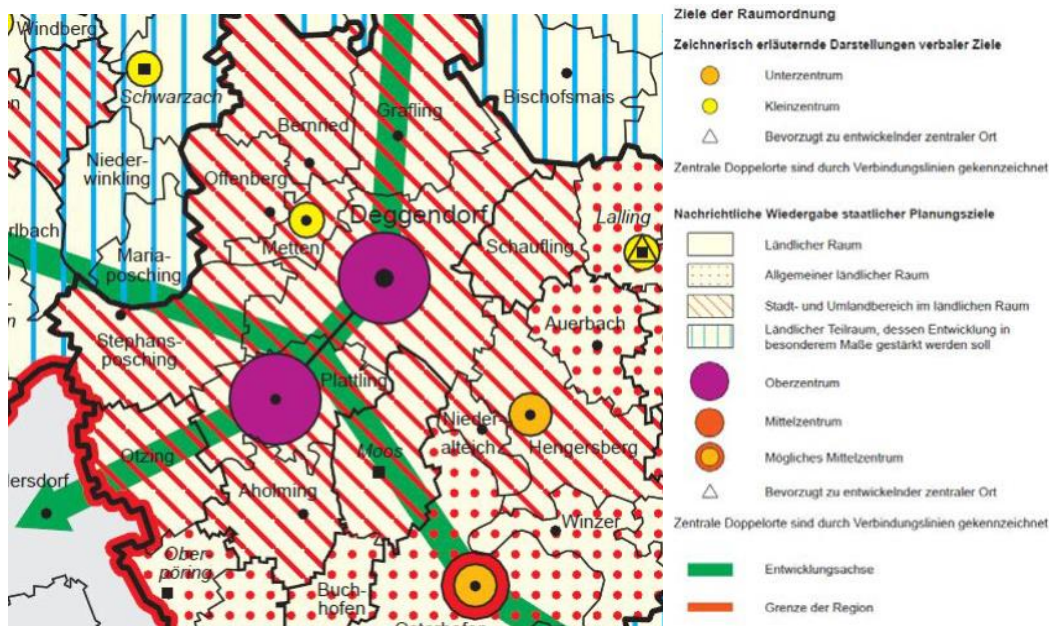 Windberg
Schwarzach
Bischofsmais
Grafling
Bernried
Nieder-
winkling
Offenberg
Deggendorf
Lalling
Metten
Schaufling
Maria-
posching
Auerbach
Stephans-
posching
Plattling
Nieder-
alteich
Hengersberg
Otzing
Moos
Aholming
Winzer
Ober
pöring
Buch-
hofen
Ziele der Raumordnung
Zeichnerisch erläuternde Darstellungen verbaler Ziele
Unterzentrum
Kleinzentrum
Bevorzugt zu entwickelnder zentraler Ort
Zentrale Doppelorte sind durch Verbindungslinien gekennzeichnet
Nachrichtliche Wiedergabe staatlicher Planungsziele
Ländlicher Raum
Allgemeiner ländlicher Raum
Stadt- und Umlandbereich im ländlichen Raum
Ländlicher Teilraum, dessen Entwicklung in
besonderem Maße gestärkt werden soll
Oberzentrum
Mittelzentrum
Mögliches Mittelzentrum
Bevorzugt zu entwickelnder zentraler Ort
Zentrale Doppelorte sind durch Verbindungslinien gekennzeichnet
Entwicklungsachse
Grenze der Region